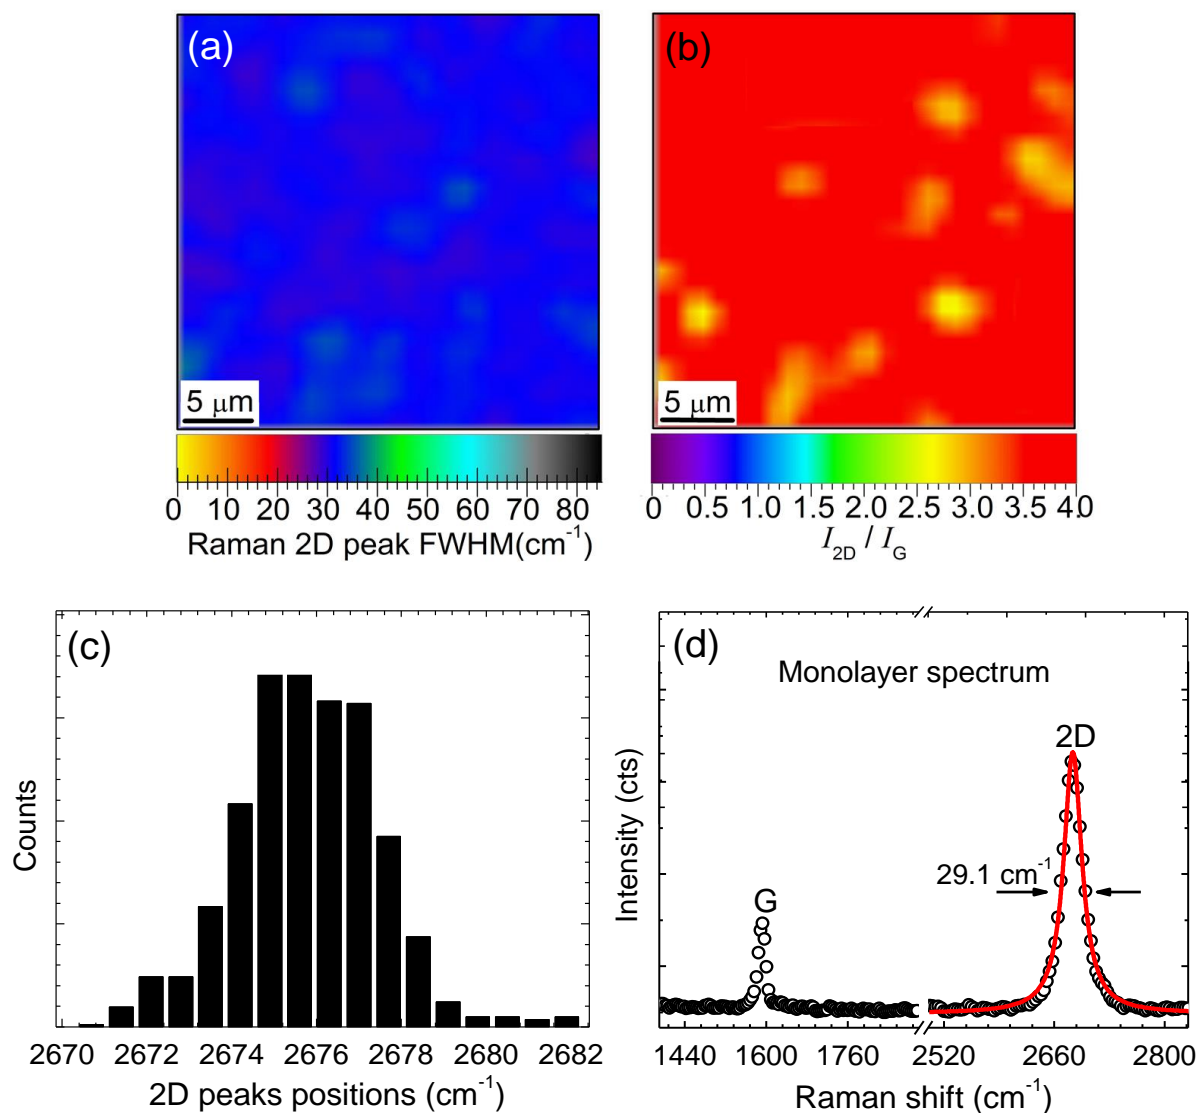 (a)
5 μm
0 10 20 30 40 50 60 70 80
Raman 2D peak FWHM(cm⁻¹)
(b)
5 μm
0 0.5 1.0 1.5 2.0 2.5 3.0 3.5 4.0
I₂D / I_G
(c)
Counts
2670 2672 2674 2676 2678 2680 2682
2D peaks positions (cm⁻¹)
(d)
Monolayer spectrum
2D
29.1 cm⁻¹
G
Intensity (cts)
1440 1600 1760 2520 2660 2800
Raman shift (cm⁻¹)